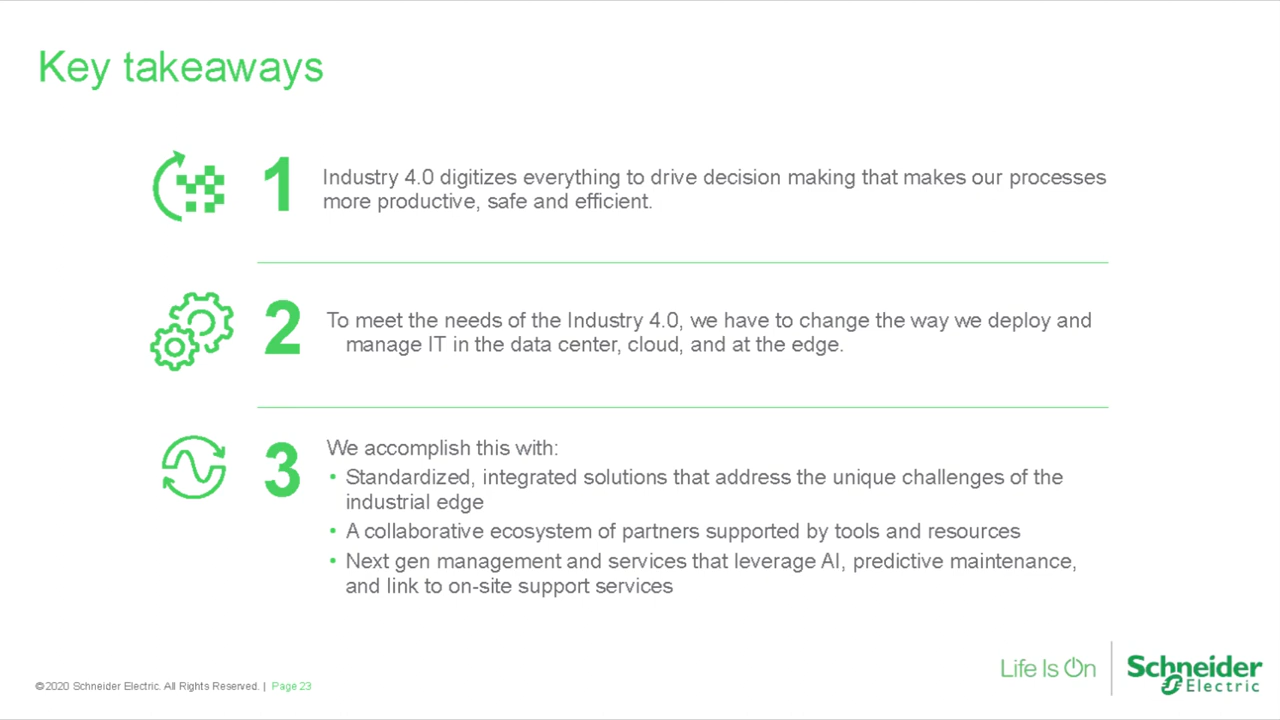 Key takeaways
1
Industry 4.0 digitizes everything to drive decision making that makes our processes
more productive, safe and efficient.
2
To meet the needs of the Industry 4.0, we have to change the way we deploy and
manage IT in the data center, cloud, and at the edge.
3
We accomplish this with:
• Standardized, integrated solutions that address the unique challenges of the
industrial edge
• A collaborative ecosystem of partners supported by tools and resources
• Next gen management and services that leverage AI, predictive maintenance,
and link to on-site support services
Life Is On
Schneider
Electric
©2020 Schneider Electric. All Rights Reserved. | Page 23